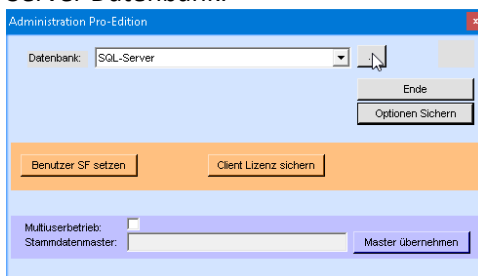 Server Datenbank.
Administration Pro-Edition
x
Datenbank: SQL-Server
Ende
Optionen Sichern
Benutzer SF setzen Client Lizenz sichern
Multiuserbetrieb:
Stammdatenmaster: Master übernehmen